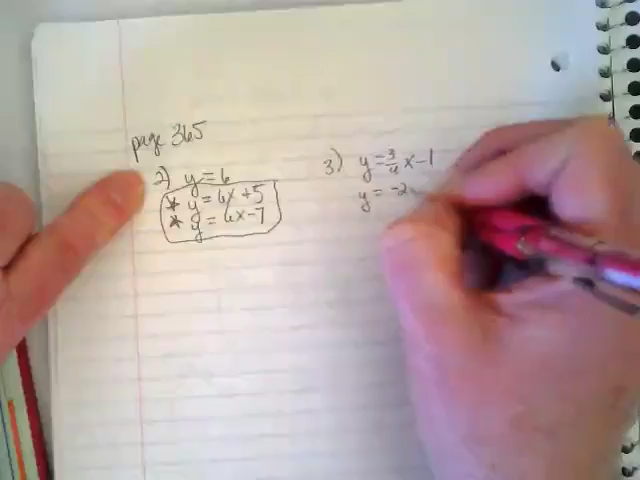 page 365
2) y = 6
* y = 6x + 5
* y = 6x - 7
3) y = 3/4 x - 1
y = -2